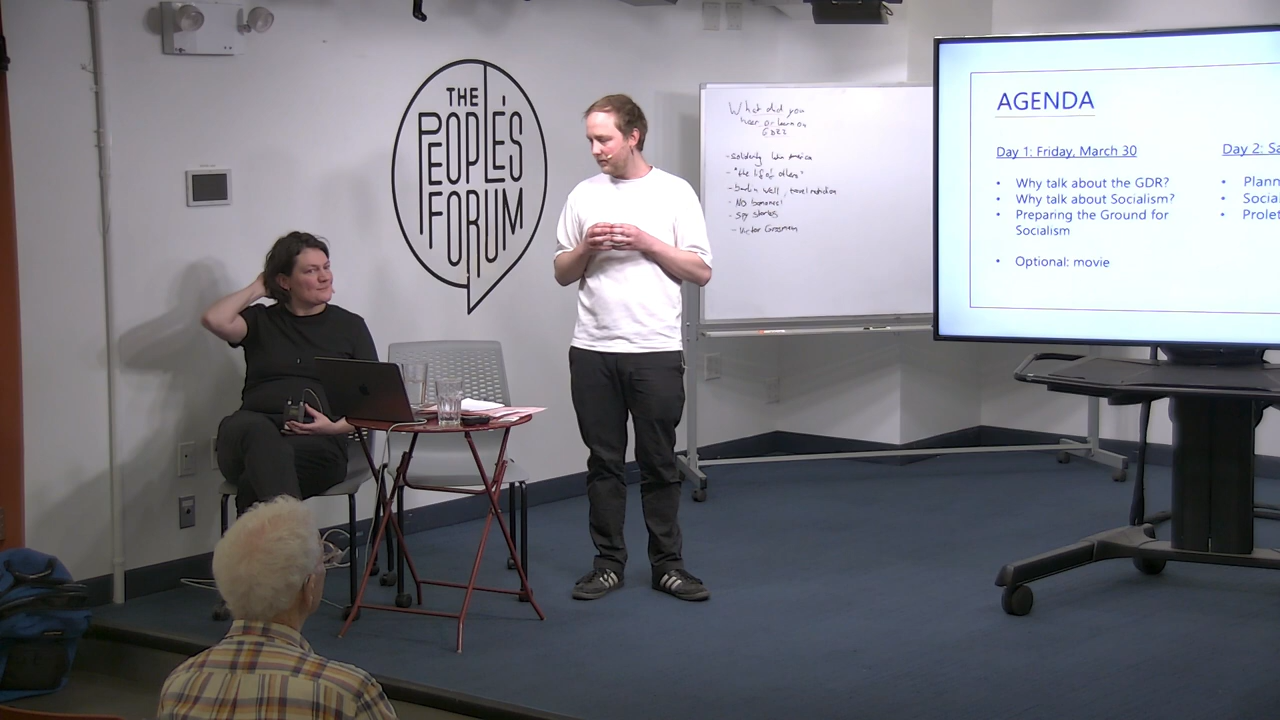 THE
PEOPLE'S
FORUM
What did you
hear or learn on
GDR?
- Solidarity Latin America
- "the life of others"
- Berlin Wall, travel restriction
- No bananas!
- Spy stories
- Victor Grossman
AGENDA
Day 1: Friday, March 30
• Why talk about the GDR?
• Why talk about Socialism?
• Preparing the Ground for
Socialism
• Optional: movie
Day 2: Sa
• Plann
• Socia
• Prolet